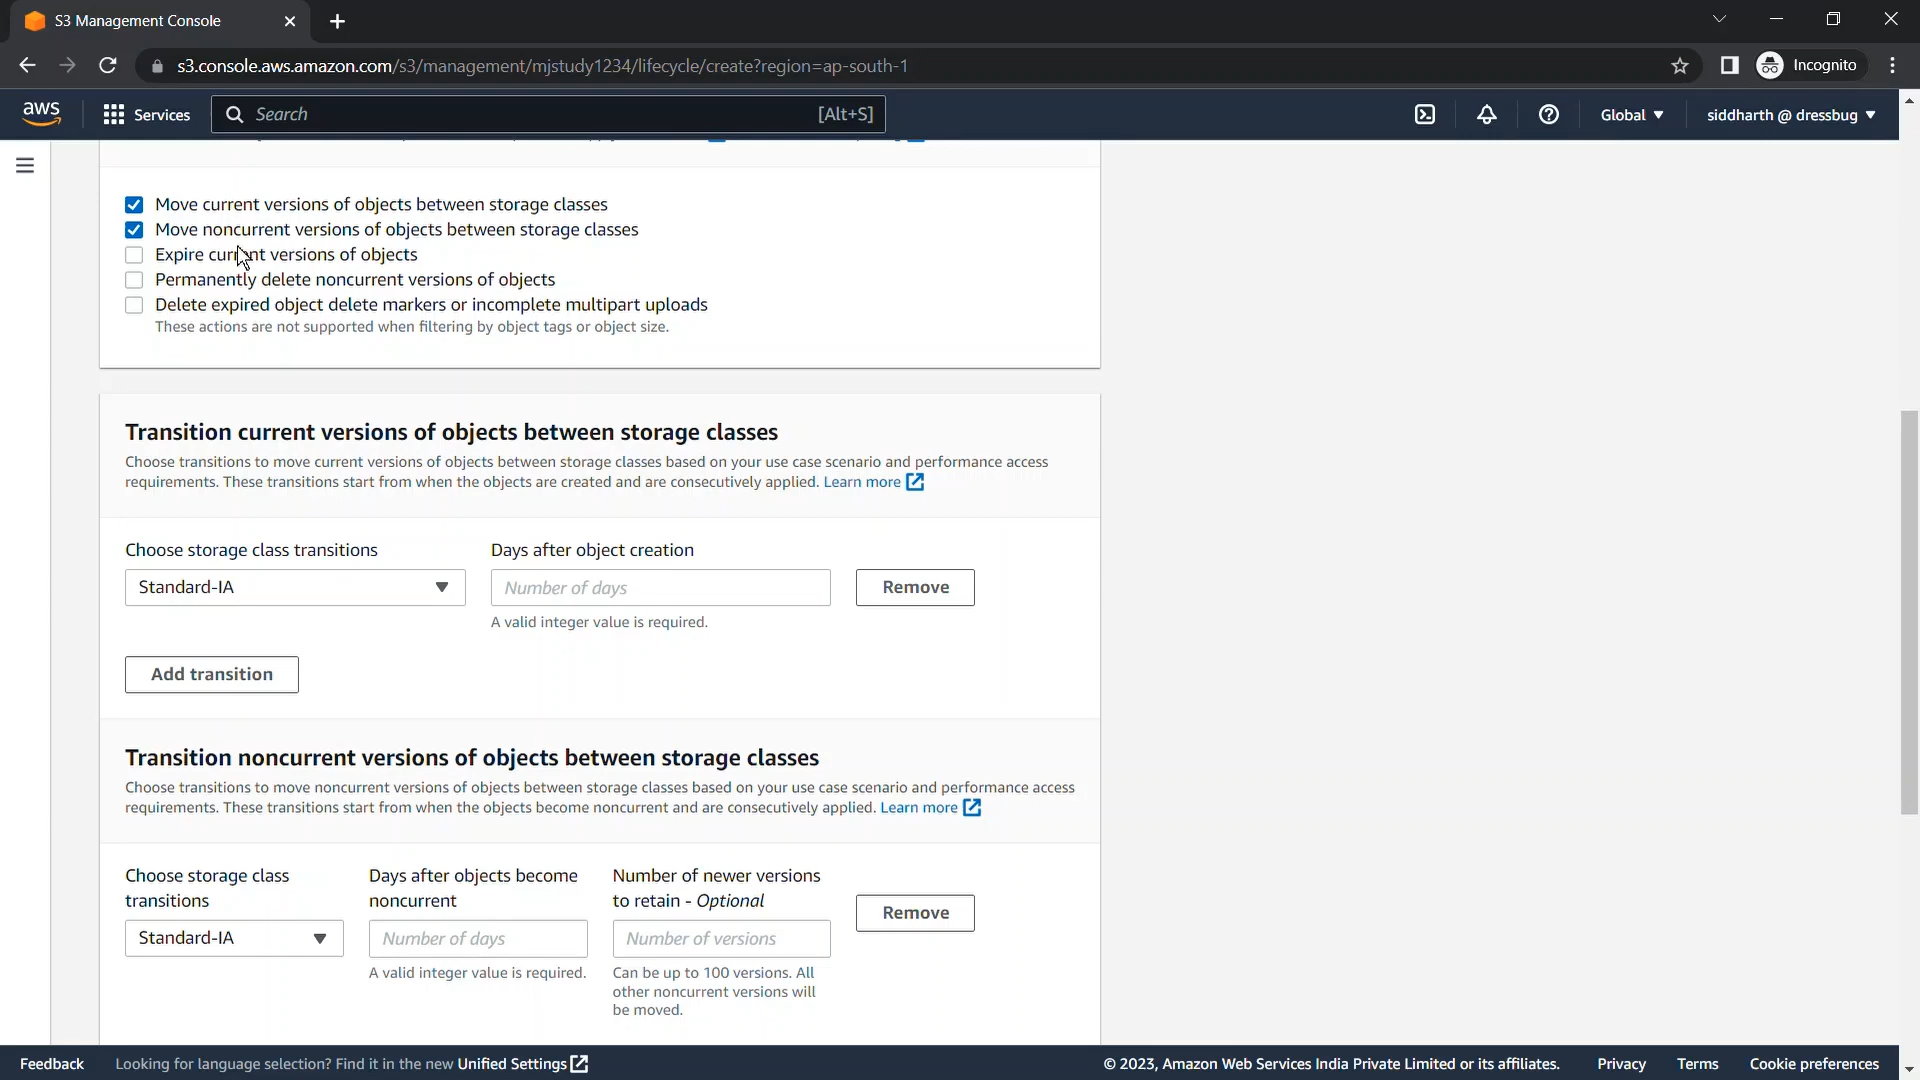 S3 Management Console
s3.console.aws.amazon.com/s3/management/mjstudy1234/lifecycle/create?region=ap-south-1
Incognito
aws
Services
Search
[Alt+S]
Global
siddharth @ dressbug
Move current versions of objects between storage classes
Move noncurrent versions of objects between storage classes
Expire current versions of objects
Permanently delete noncurrent versions of objects
Delete expired object delete markers or incomplete multipart uploads
These actions are not supported when filtering by object tags or object size.
Transition current versions of objects between storage classes
Choose transitions to move current versions of objects between storage classes based on your use case scenario and performance access
requirements. These transitions start from when the objects are created and are consecutively applied. Learn more
Choose storage class transitions
Days after object creation
Standard-IA
Number of days
Remove
A valid integer value is required.
Add transition
Transition noncurrent versions of objects between storage classes
Choose transitions to move noncurrent versions of objects between storage classes based on your use case scenario and performance access
requirements. These transitions start from when the objects become noncurrent and are consecutively applied. Learn more
Choose storage class
transitions
Days after objects become
noncurrent
Number of newer versions
to retain - Optional
Remove
Standard-IA
Number of days
Number of versions
A valid integer value is required.
Can be up to 100 versions. All
other noncurrent versions will
be moved.
Feedback
Looking for language selection? Find it in the new Unified Settings
© 2023, Amazon Web Services India Private Limited or its affiliates.
Privacy
Terms
Cookie preferences